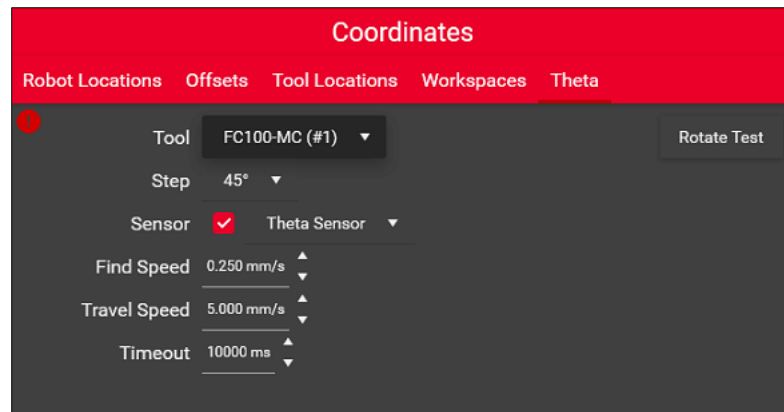 Coordinates
Robot Locations Offsets Tool Locations Workspaces Theta
Tool FC100-MC (#1) Rotate Test
Step 45°
Sensor Theta Sensor
Find Speed 0.250 mm/s
Travel Speed 5.000 mm/s
Timeout 10000 ms